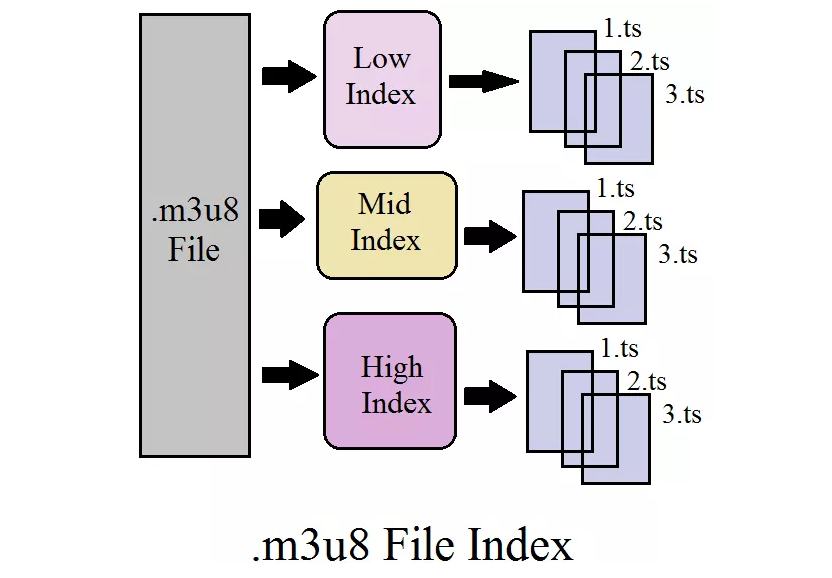 .m3u8
File
Low
Index
1.ts
2.ts
3.ts
Mid
Index
1.ts
2.ts
3.ts
High
Index
1.ts
2.ts
3.ts
.m3u8 File Index